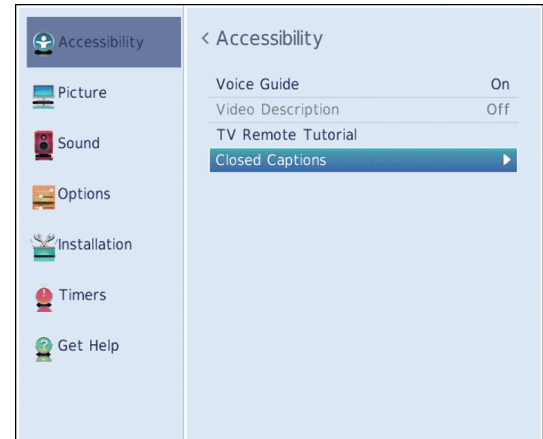 Accessibility
Picture
Sound
Options
Installation
Timers
Get Help
< Accessibility
Voice Guide On
Video Description Off
TV Remote Tutorial
Closed Captions